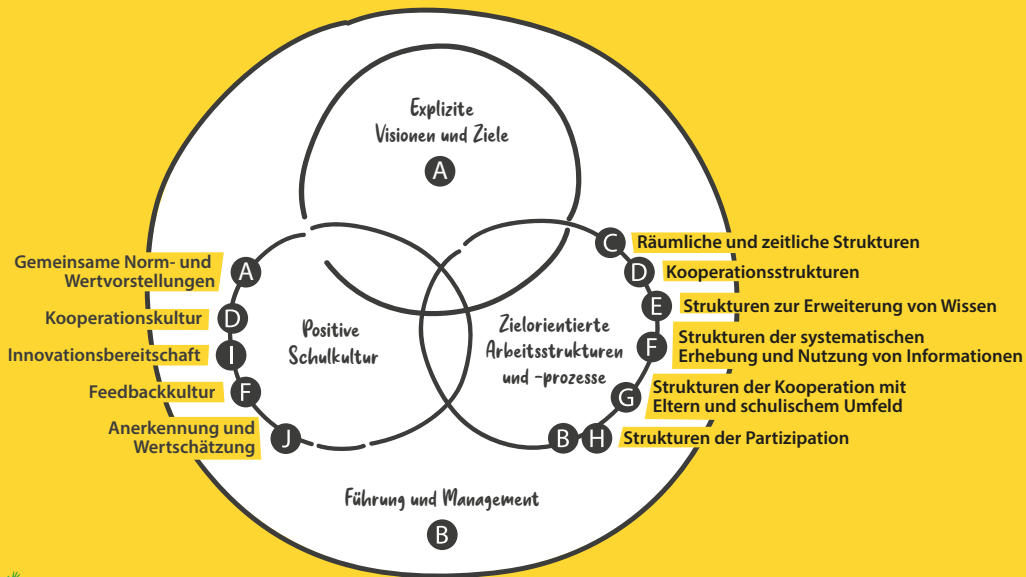 Explizite
Visionen und Ziele
A
Gemeinsame Norm- und
Wertvorstellungen
A
Kooperationskultur
D
Innovationsbereitschaft
I
Feedbackkultur
F
Anerkennung und
Wertschätzung
J
Positive
Schulkultur
Zielorientierte
Arbeitsstrukturen
und -prozesse
C
Räumliche und zeitliche Strukturen
D
Kooperationsstrukturen
E
Strukturen zur Erweiterung von Wissen
F
Strukturen der systematischen
Erhebung und Nutzung von Informationen
G
Strukturen der Kooperation mit
Eltern und schulischem Umfeld
B H
Strukturen der Partizipation
Führung und Management
B